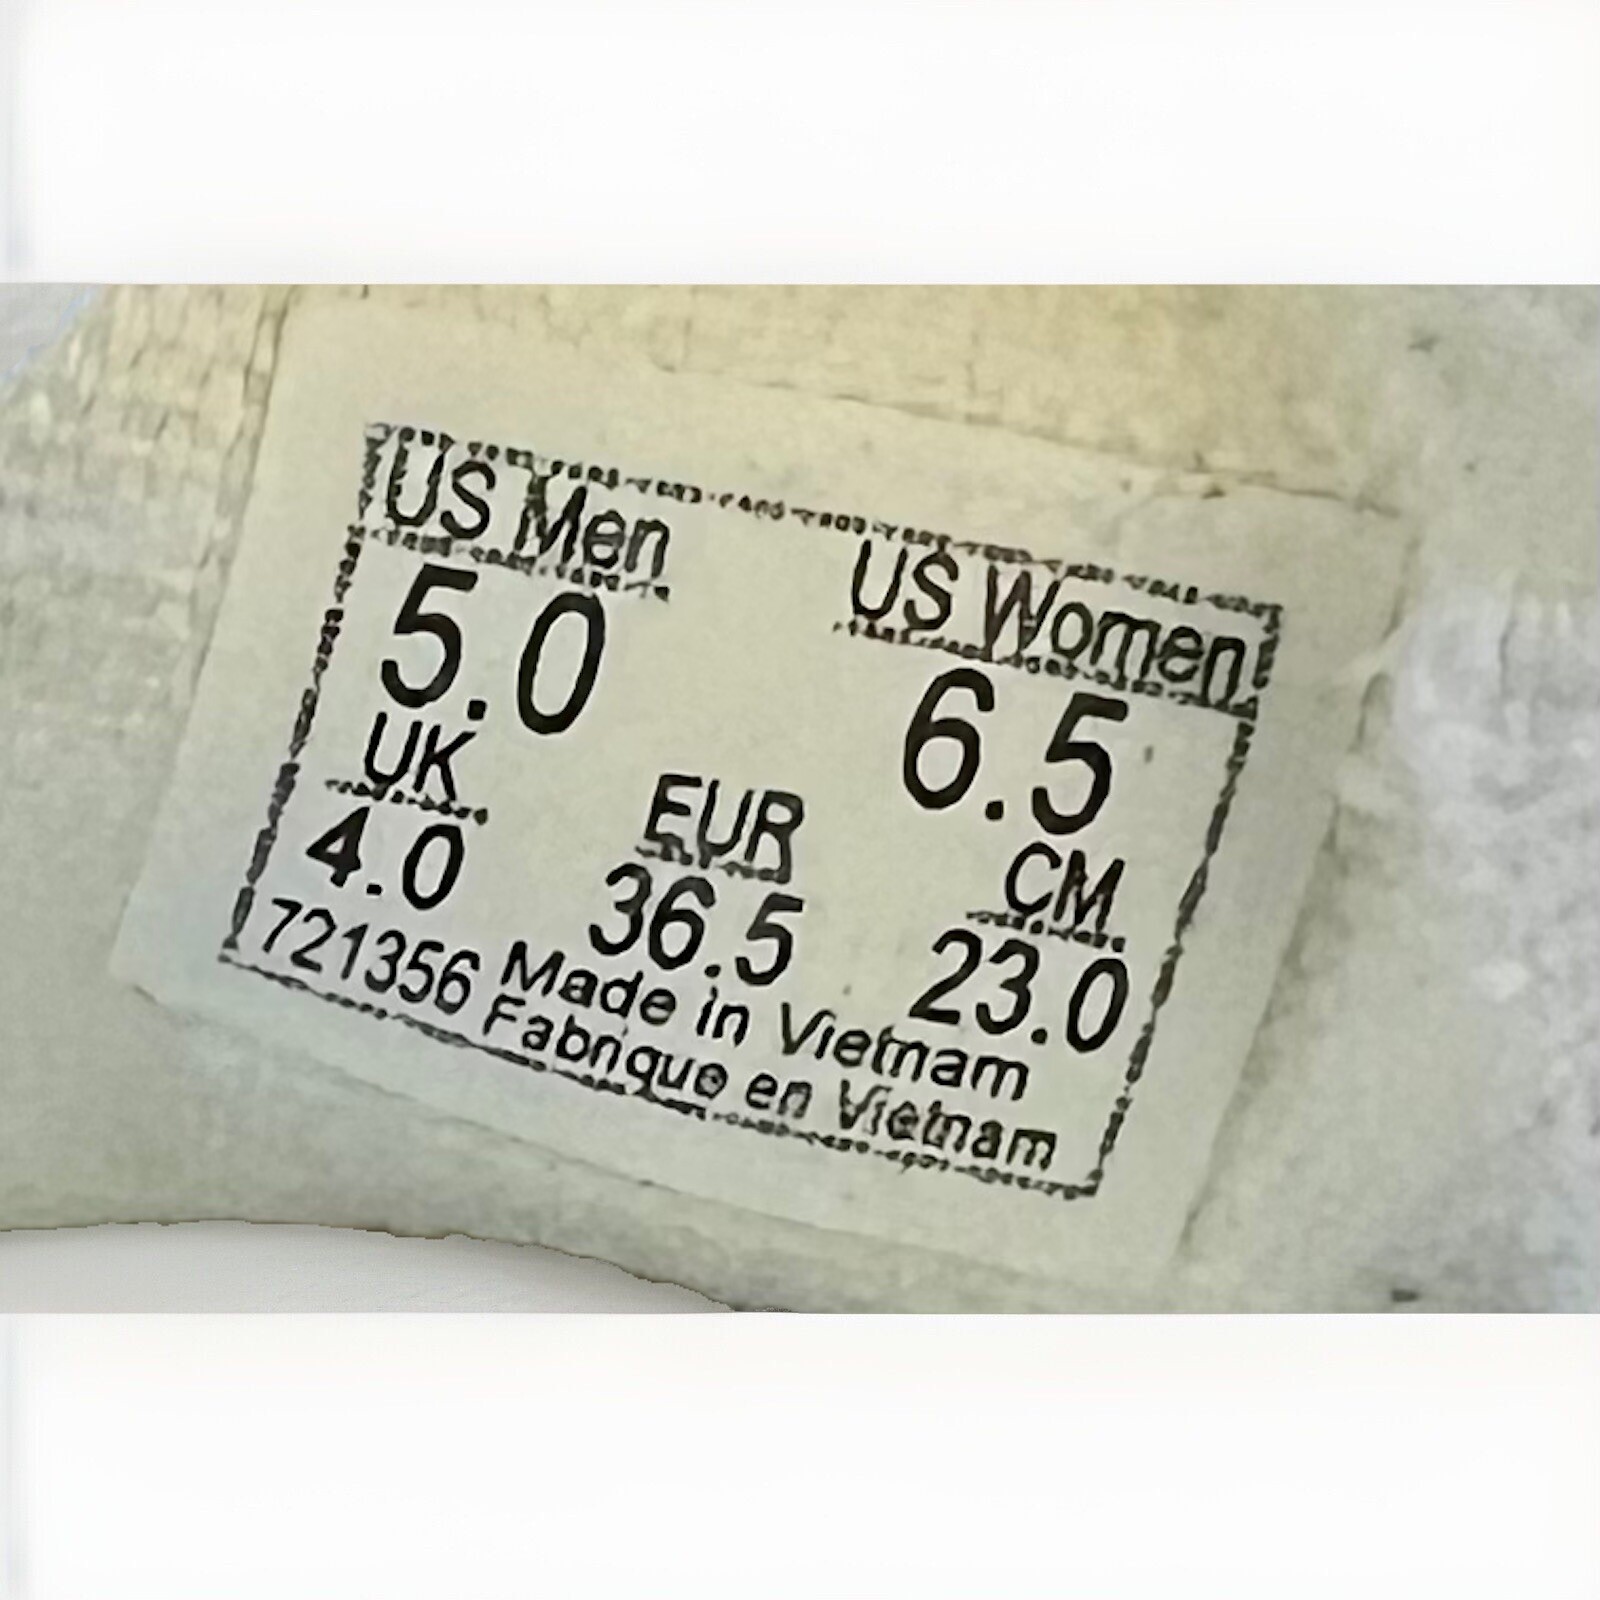 US Men US Women
5.0 6.5
UK EUR CM
4.0 36.5 23.0
721356 Made in Vietnam
Fabrique en Vietnam